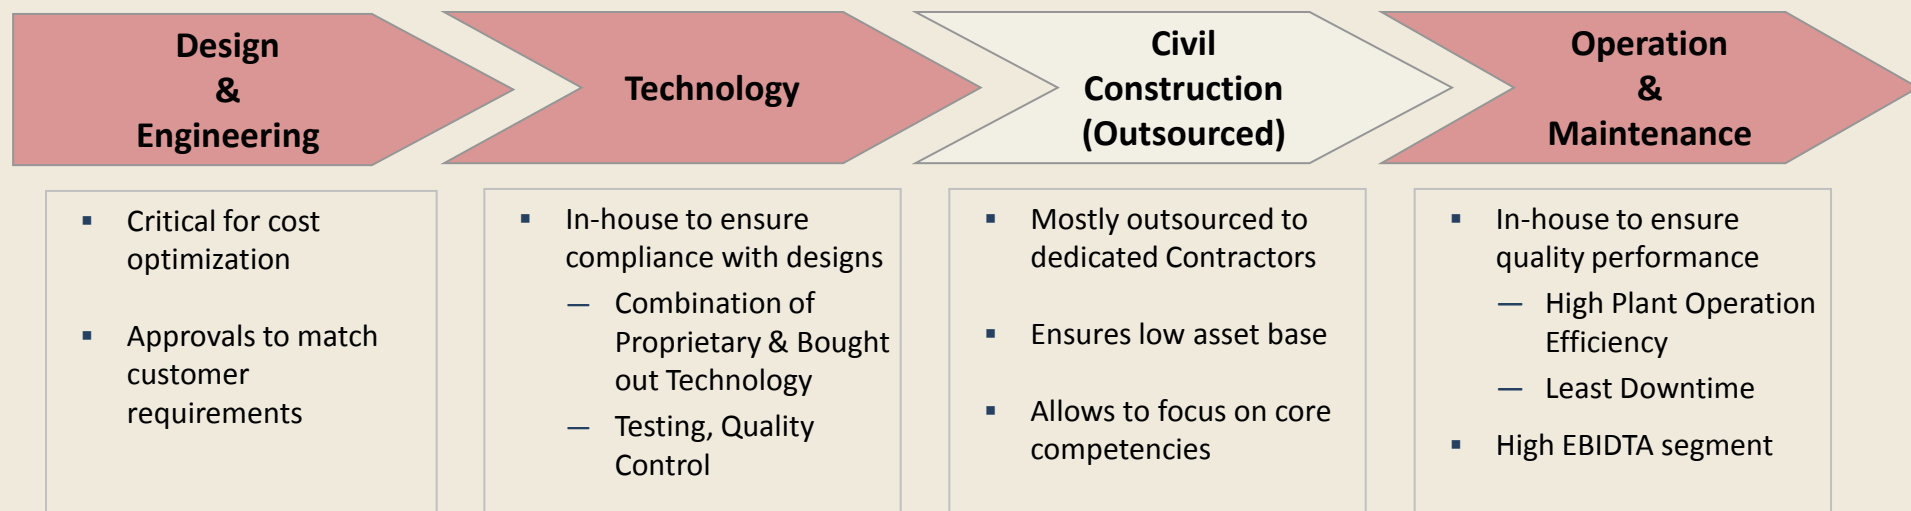 Design
&
Engineering
Technology
Civil
Construction
(Outsourced)
Operation
&
Maintenance
▪ Critical for cost
optimization
▪ Approvals to match
customer
requirements
▪ In-house to ensure
compliance with designs
— Combination of
Proprietary & Bought
out Technology
— Testing, Quality
Control
▪ Mostly outsourced to
dedicated Contractors
▪ Ensures low asset base
▪ Allows to focus on core
competencies
▪ In-house to ensure
quality performance
— High Plant Operation
Efficiency
— Least Downtime
▪ High EBIDTA segment